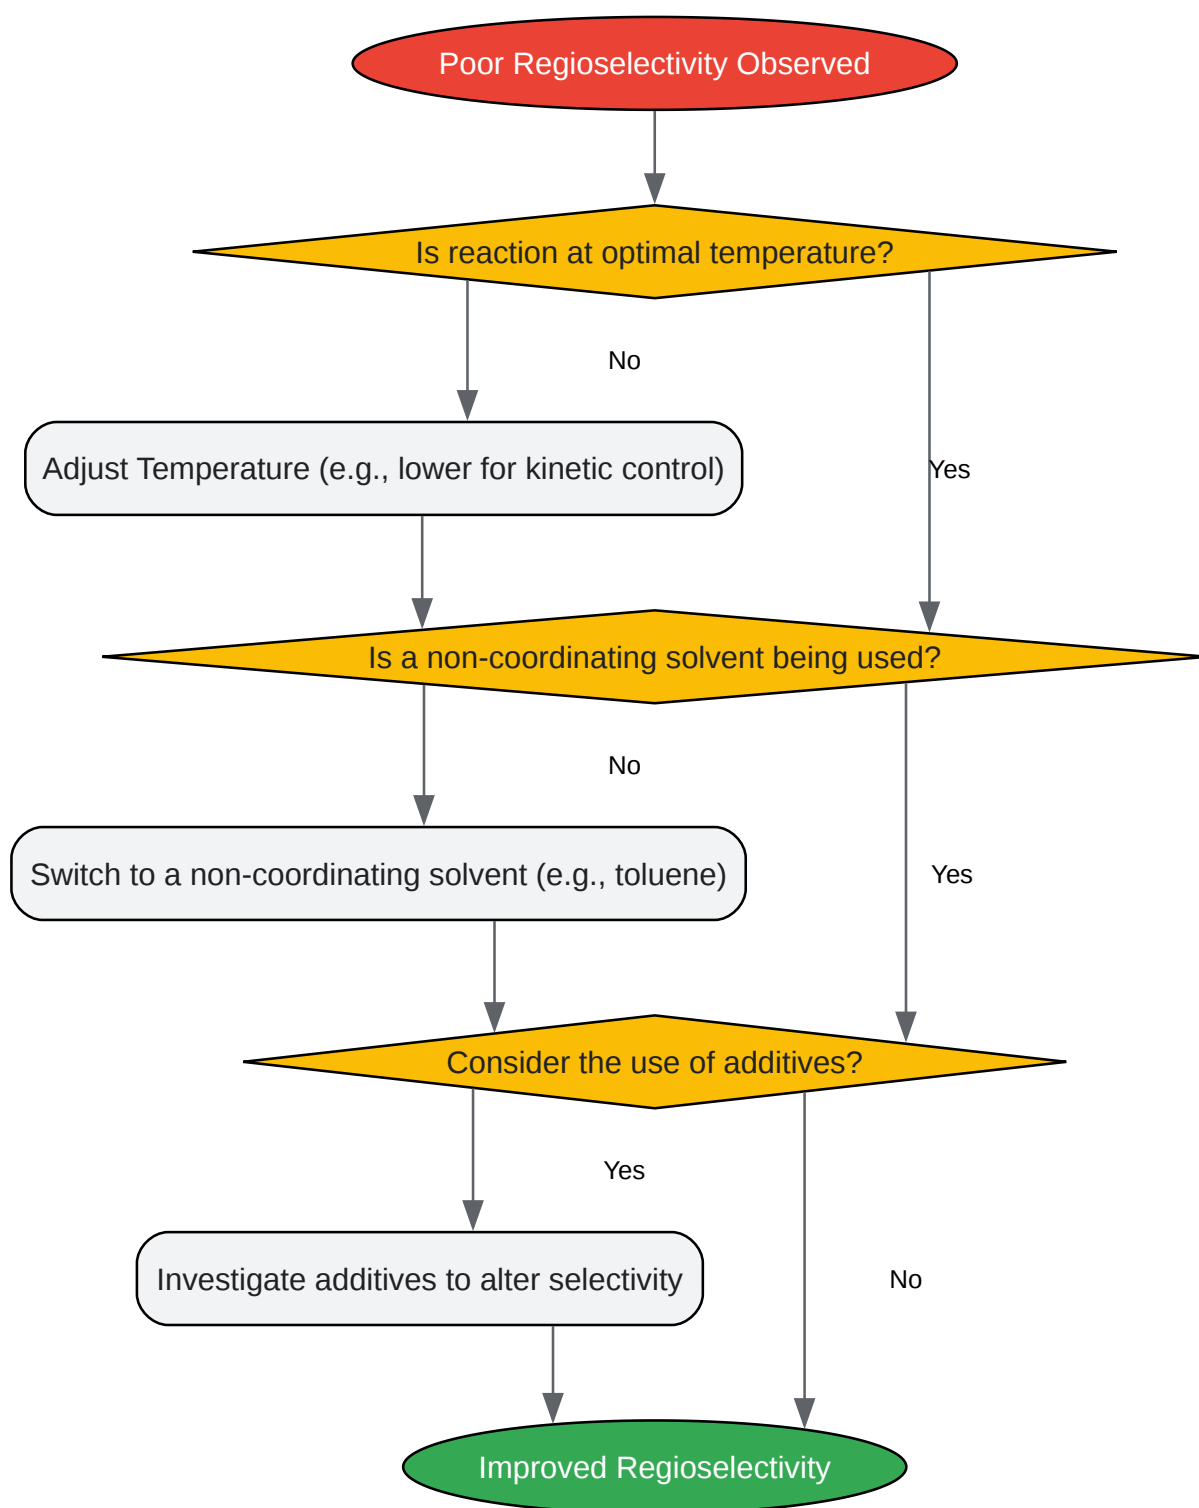 Poor Regioselectivity Observed
Is reaction at optimal temperature?
No
Adjust Temperature (e.g., lower for kinetic control)
Yes
Is a non-coordinating solvent being used?
No
Switch to a non-coordinating solvent (e.g., toluene)
Yes
Consider the use of additives?
Yes
Investigate additives to alter selectivity
No
Improved Regioselectivity